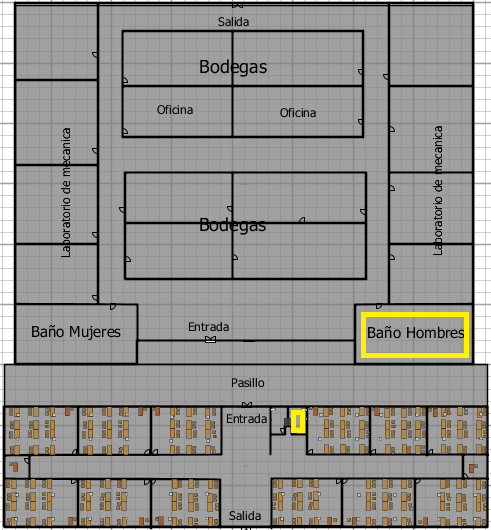 Salida
Bodegas
Oficina
Oficina
Laboratorio de mecanica
Laboratorio de mecanica
Bodegas
Baño Mujeres
Entrada
Baño Hombres
Pasillo
Entrada
Salida